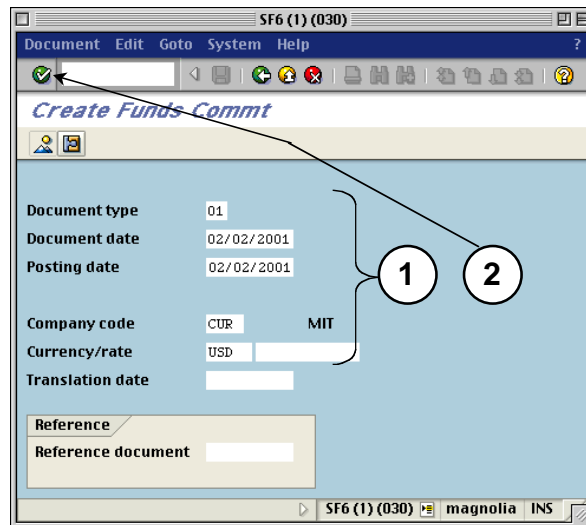 SF6 (1) (030)
Document Edit Goto System Help ?
Create Funds Commt
Document type 01
Document date 02/02/2001
Posting date 02/02/2001
1 2
Company code CUR MIT
Currency/rate USD
Translation date
Reference
Reference document
SF6 (1) (030) magnolia INS